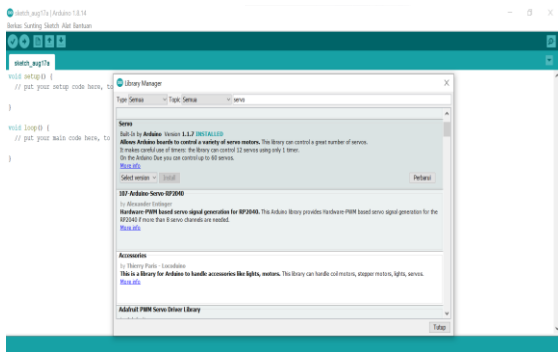 sketch_aug17a | Arduino 1.8.14
Berkas Sunting Sketch Alat Bantuan
sketch_aug17a
void setup() {
// put your setup code here, to
}
void loop() {
// put your main code here, to
}
Library Manager
Type Semua Topic Semua servo
Servo
Built-In by Arduino Version 1.1.7 INSTALLED
Allows Arduino boards to control a variety of servo motors. This library can control a great number of servos.
It makes careful use of timers: the library can control 12 servos using only 1 timer.
On the Arduino Due you can control up to 60 servos.
More info
Select version Install Perbarui
107-Arduino-Servo-RP2040
by Alexander Entinger
Hardware-PWM based servo signal generation for RP2040. This Arduino library provides Hardware-PWM based servo signal generation for the
RP2040 if more than 8 servo channels are needed.
More info
Accessories
by Thierry Paris - Locoduino
This is a library for Arduino to handle accessories like lights, motors. This library can handle coil motors, stepper motors, lights, servos.
More info
Adafruit PWM Servo Driver Library
Tutup